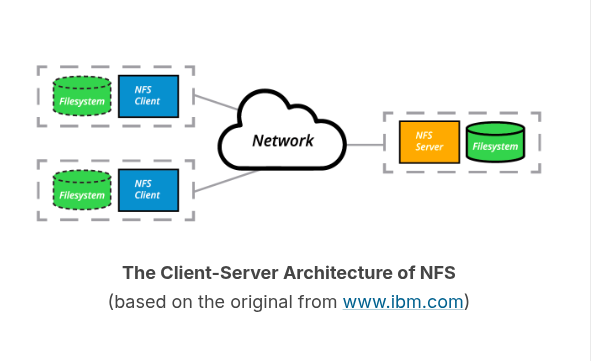 Filesystem
NFS
Client
Network
NFS
Server
Filesystem
Filesystem
NFS
Client
The Client-Server Architecture of NFS
(based on the original from www.ibm.com)